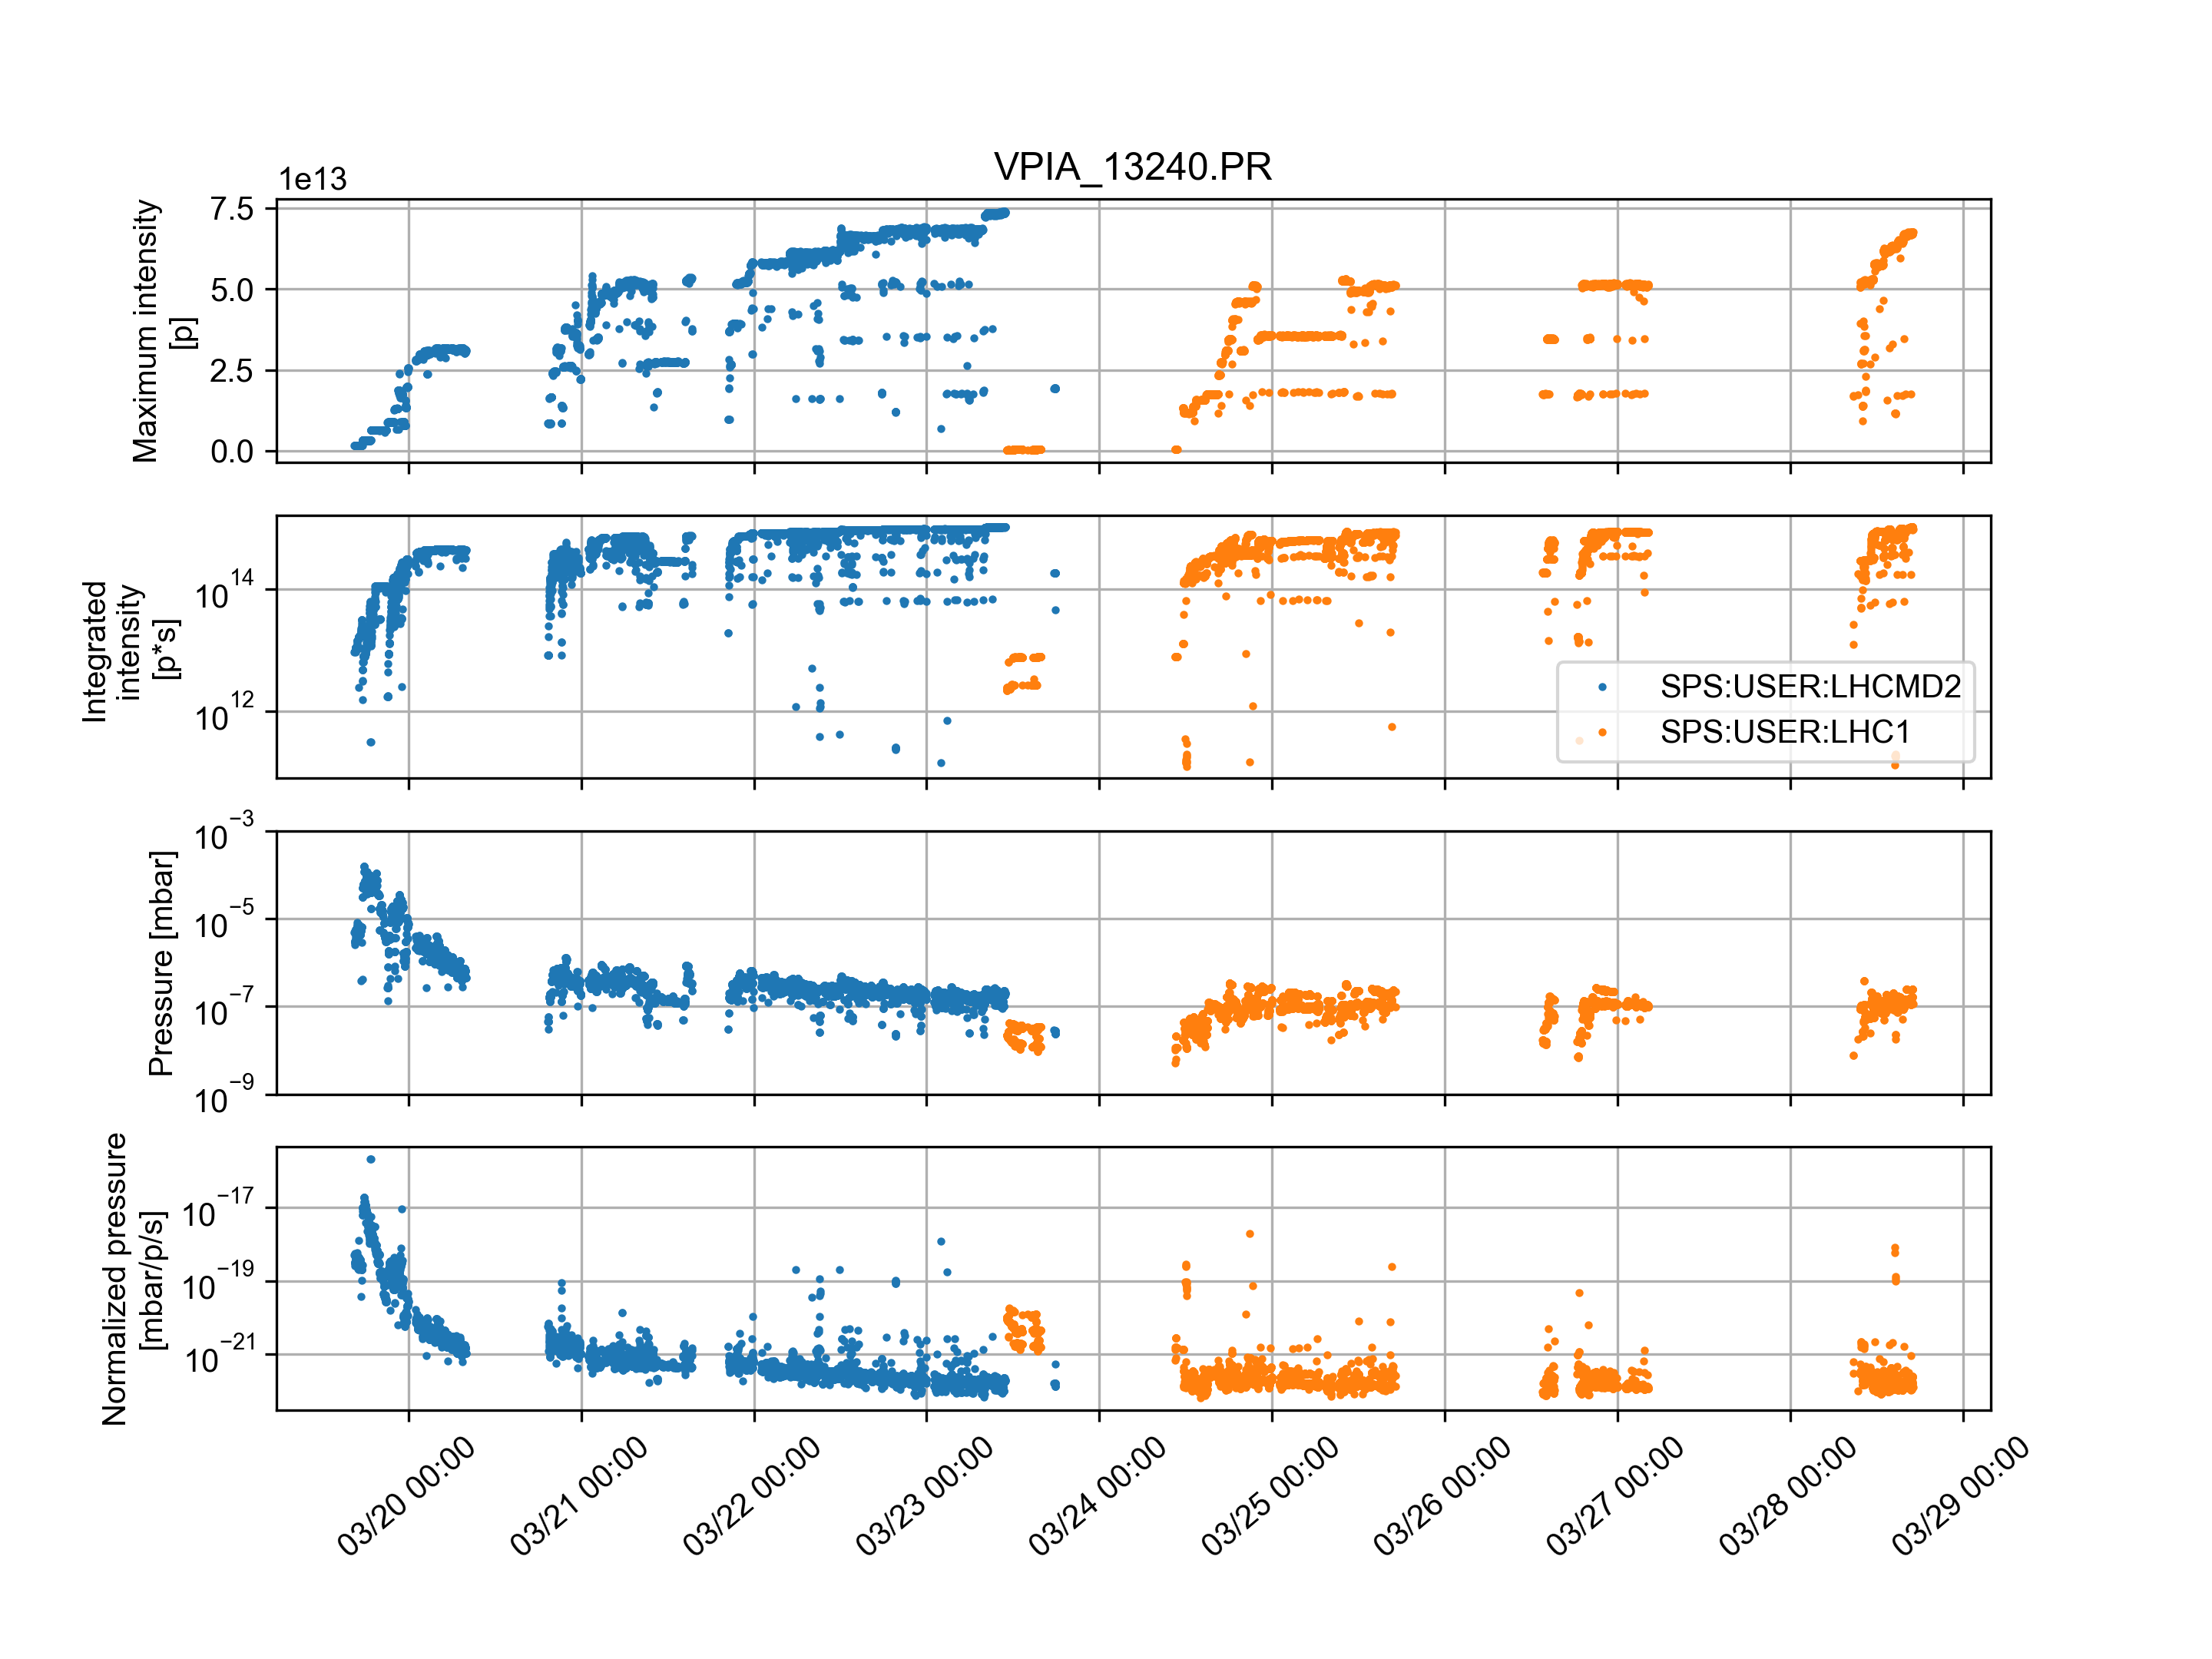 VPIA_13240.PR
1e13
Maximum intensity
[p]
7.5
5.0
2.5
0.0
Integrated
intensity
[p*s]
10^14
10^12
SPS:USER:LHCMD2
SPS:USER:LHC1
Pressure [mbar]
10^−3
10^−5
10^−7
10^−9
Normalized pressure
[mbar/p/s]
10^−17
10^−19
10^−21
03/20 00:00
03/21 00:00
03/22 00:00
03/23 00:00
03/24 00:00
03/25 00:00
03/26 00:00
03/27 00:00
03/28 00:00
03/29 00:00